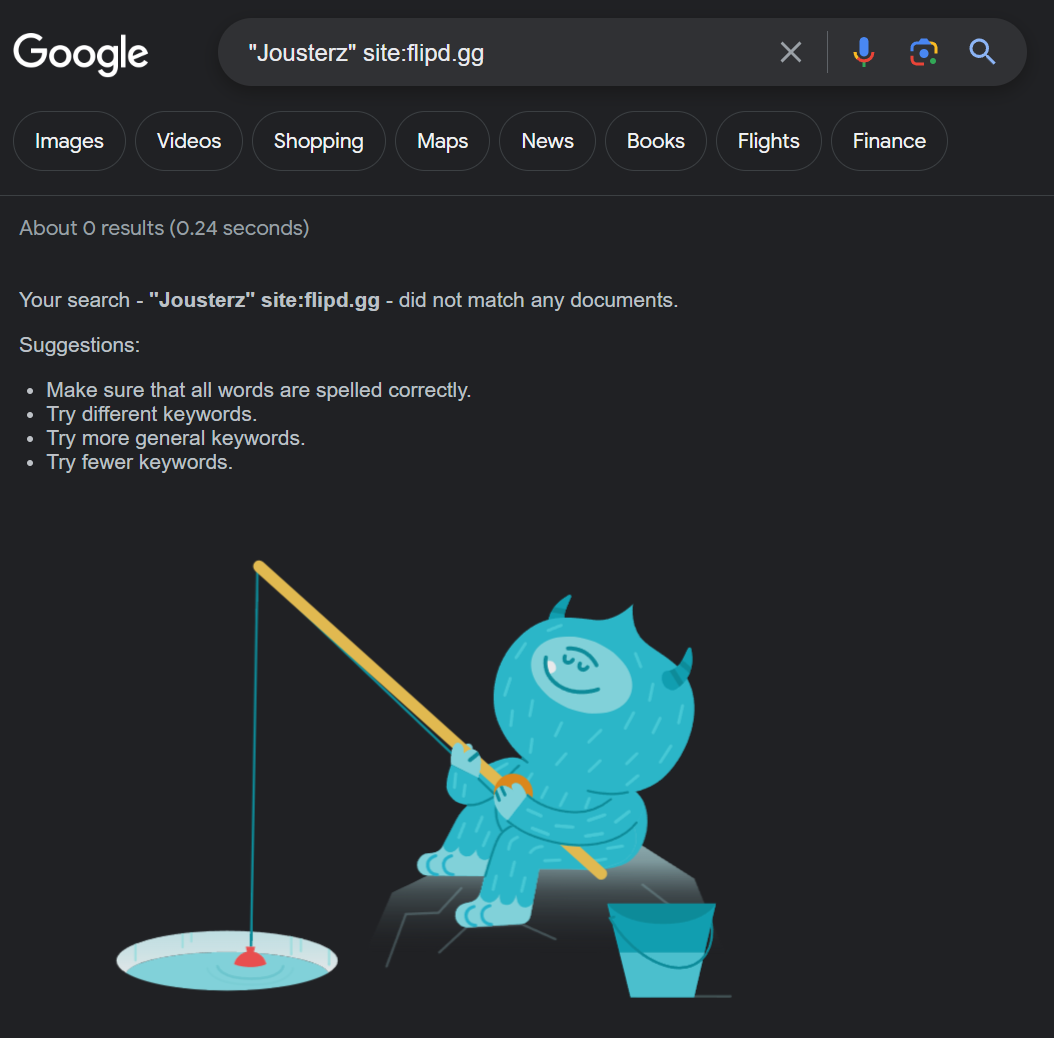 Google
"Jousterz" site:flipd.gg
Images Videos Shopping Maps News Books Flights Finance
About 0 results (0.24 seconds)
Your search - "Jousterz" site:flipd.gg - did not match any documents.
Suggestions:
• Make sure that all words are spelled correctly.
• Try different keywords.
• Try more general keywords.
• Try fewer keywords.